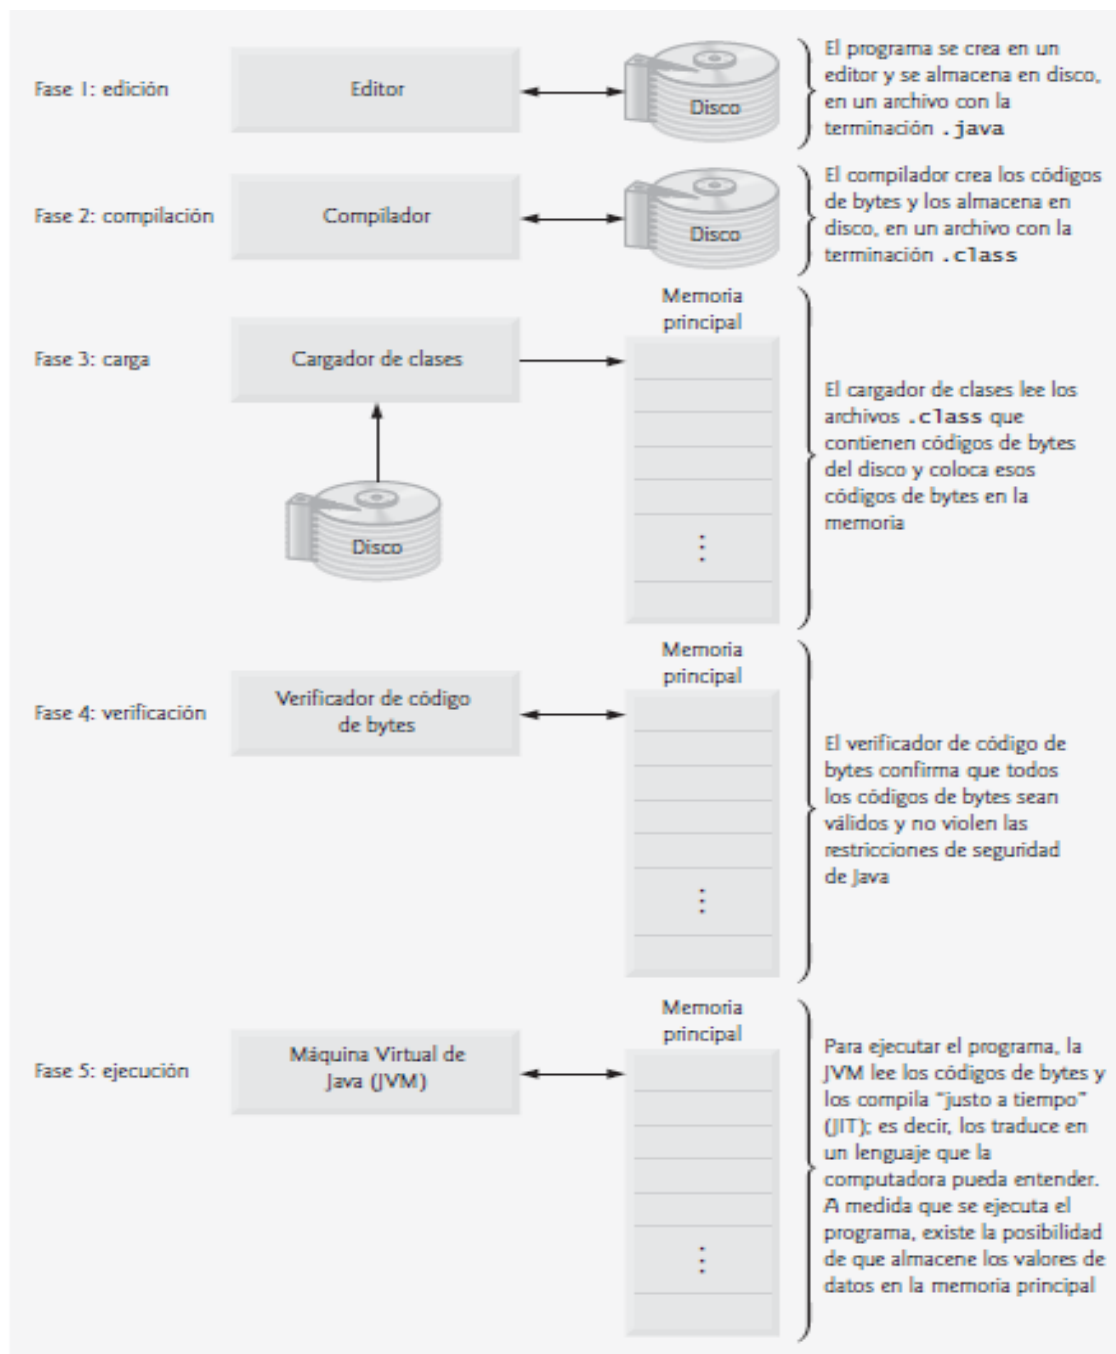 Fase 1: edición
Editor
Disco
El programa se crea en un
editor y se almacena en disco,
en un archivo con la
terminación .java
Fase 2: compilación
Compilador
Disco
El compilador crea los códigos
de bytes y los almacena en
disco, en un archivo con la
terminación .class
Fase 3: carga
Cargador de clases
Disco
Memoria
principal
El cargador de clases lee los
archivos .class que
contienen códigos de bytes
del disco y coloca esos
códigos de bytes en la
memoria
Fase 4: verificación
Verificador de código
de bytes
Memoria
principal
El verificador de código de
bytes confirma que todos
los códigos de bytes sean
válidos y no violen las
restricciones de seguridad
de Java
Fase 5: ejecución
Máquina Virtual de
Java (JVM)
Memoria
principal
Para ejecutar el programa, la
JVM lee los códigos de bytes y
los compila “justo a tiempo”
(JIT); es decir, los traduce en
un lenguaje que la
computadora pueda entender.
A medida que se ejecuta el
programa, existe la posibilidad
de que almacene los valores de
datos en la memoria principal